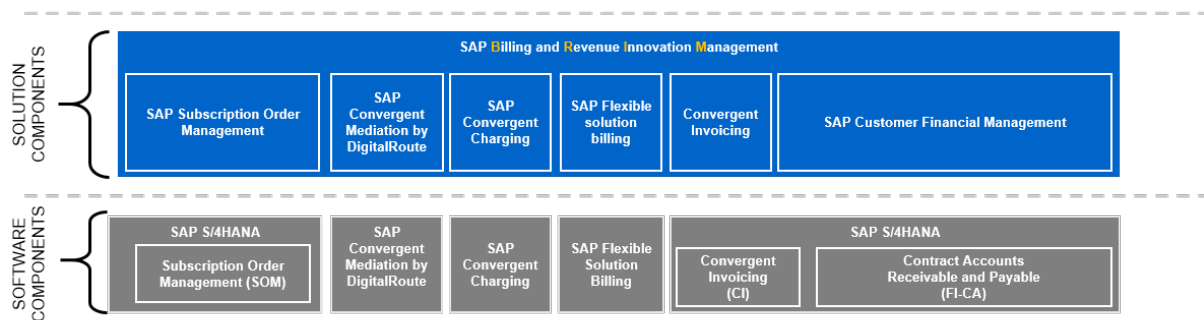 SOLUTION
COMPONENTS
SAP Billing and Revenue Innovation Management
SAP Subscription Order
Management
SAP
Convergent
Mediation by
DigitalRoute
SAP
Convergent
Charging
SAP Flexible
solution
billing
Convergent
Invoicing
SAP Customer Financial Management
SOFTWARE
COMPONENTS
SAP S/4HANA
Subscription Order
Management (SOM)
SAP
Convergent
Mediation by
DigitalRoute
SAP
Convergent
Charging
SAP Flexible
Solution
Billing
SAP S/4HANA
Convergent
Invoicing
(CI)
Contract Accounts
Receivable and Payable
(FI-CA)